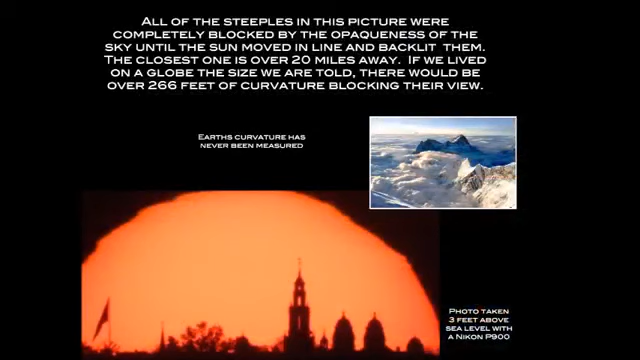 ALL OF THE STEEPLES IN THIS PICTURE WERE
COMPLETELY BLOCKED BY THE OPAQUENESS OF THE
SKY UNTIL THE SUN MOVED IN LINE AND BACKLIT THEM.
THE CLOSEST ONE IS OVER 20 MILES AWAY. IF WE LIVED
ON A GLOBE THE SIZE WE ARE TOLD, THERE WOULD BE
OVER 266 FEET OF CURVATURE BLOCKING THEIR VIEW.
EARTHS CURVATURE HAS
NEVER BEEN MEASURED
PHOTO TAKEN
3 FEET ABOVE
SEA LEVEL WITH
A NIKON P900